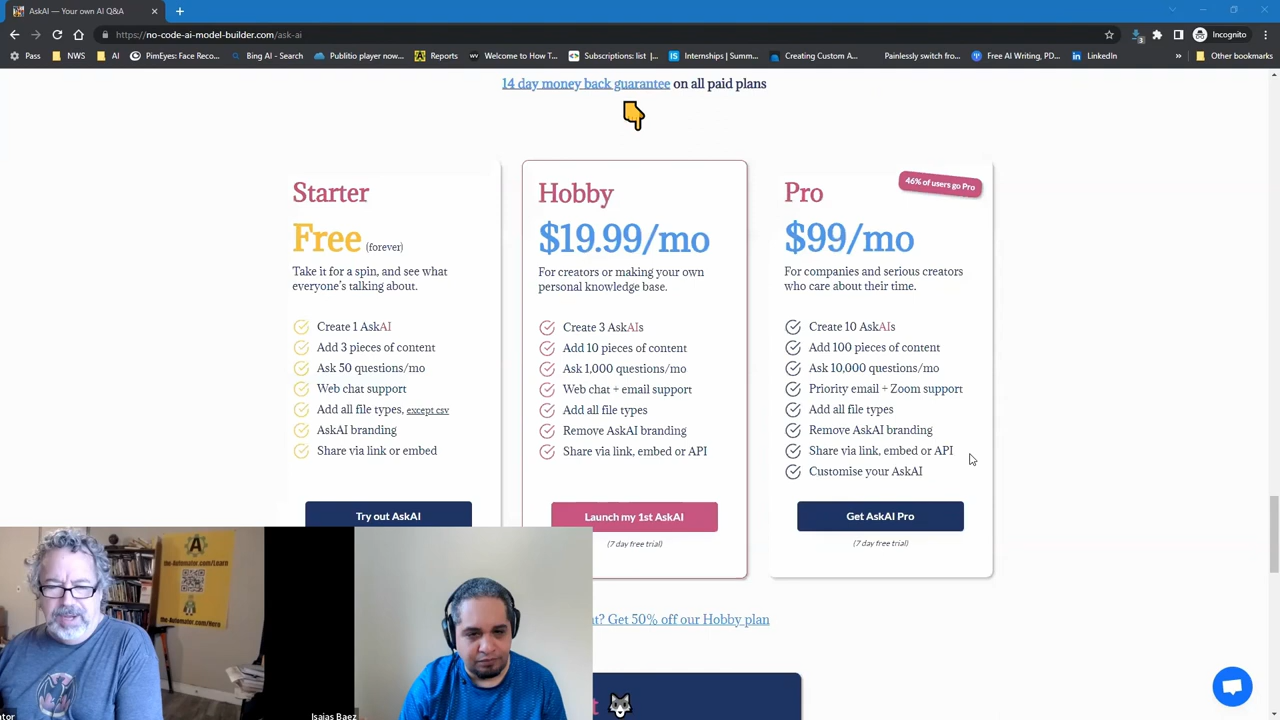 AskAI — Your own AI Q&A
Incognito
https://no-code-ai-model-builder.com/ask-ai
Pass
NWS
AI
PimEyes: Face Reco...
Bing AI - Search
Publitio player now...
Reports
Welcome to How T...
Subscriptions: list |...
Internships | Summ...
Creating Custom A...
Painlessly switch fro...
Free AI Writing, PD...
LinkedIn
»
Other bookmarks
14 day money back guarantee on all paid plans
Starter
Free (forever)
Take it for a spin, and see what
everyone's talking about.
Create 1 AskAI
Add 3 pieces of content
Ask 50 questions/mo
Web chat support
Add all file types, except csv
AskAI branding
Share via link or embed
Try out AskAI
Hobby
$19.99/mo
For creators or making your own
personal knowledge base.
Create 3 AskAIs
Add 10 pieces of content
Ask 1,000 questions/mo
Web chat + email support
Add all file types
Remove AskAI branding
Share via link, embed or API
Launch my 1st AskAI
(7 day free trial)
46% of users go Pro
Pro
$99/mo
For companies and serious creators
who care about their time.
Create 10 AskAIs
Add 100 pieces of content
Ask 10,000 questions/mo
Priority email + Zoom support
Add all file types
Remove AskAI branding
Share via link, embed or API
Customise your AskAI
Get AskAI Pro
(7 day free trial)
t? Get 50% off our Hobby plan
the-Automator.com/Learn
the-Automator.com/Hero
ator
Isaias Baez